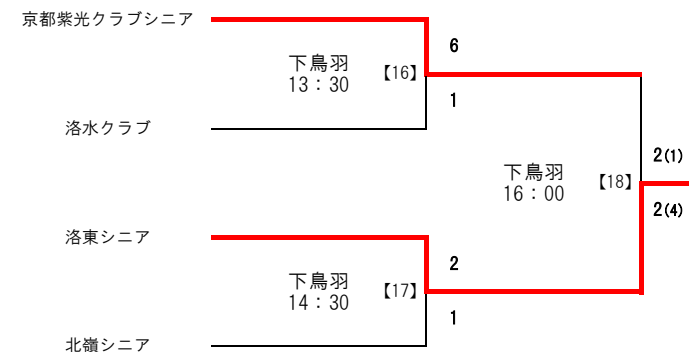 京都紫光クラブシニア
6
下鳥羽
13：30
【16】
1
洛水クラブ
2(1)
下鳥羽
16：00
【18】
2(4)
洛東シニア
2
下鳥羽
14：30
【17】
1
北嶺シニア